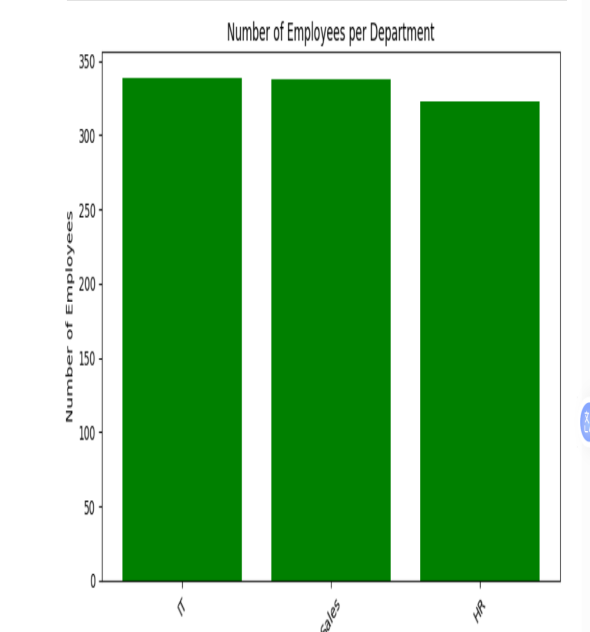 Number of Employees per Department
Number of Employees
350
300
250
200
150
100
50
0
IT
Sales
HR